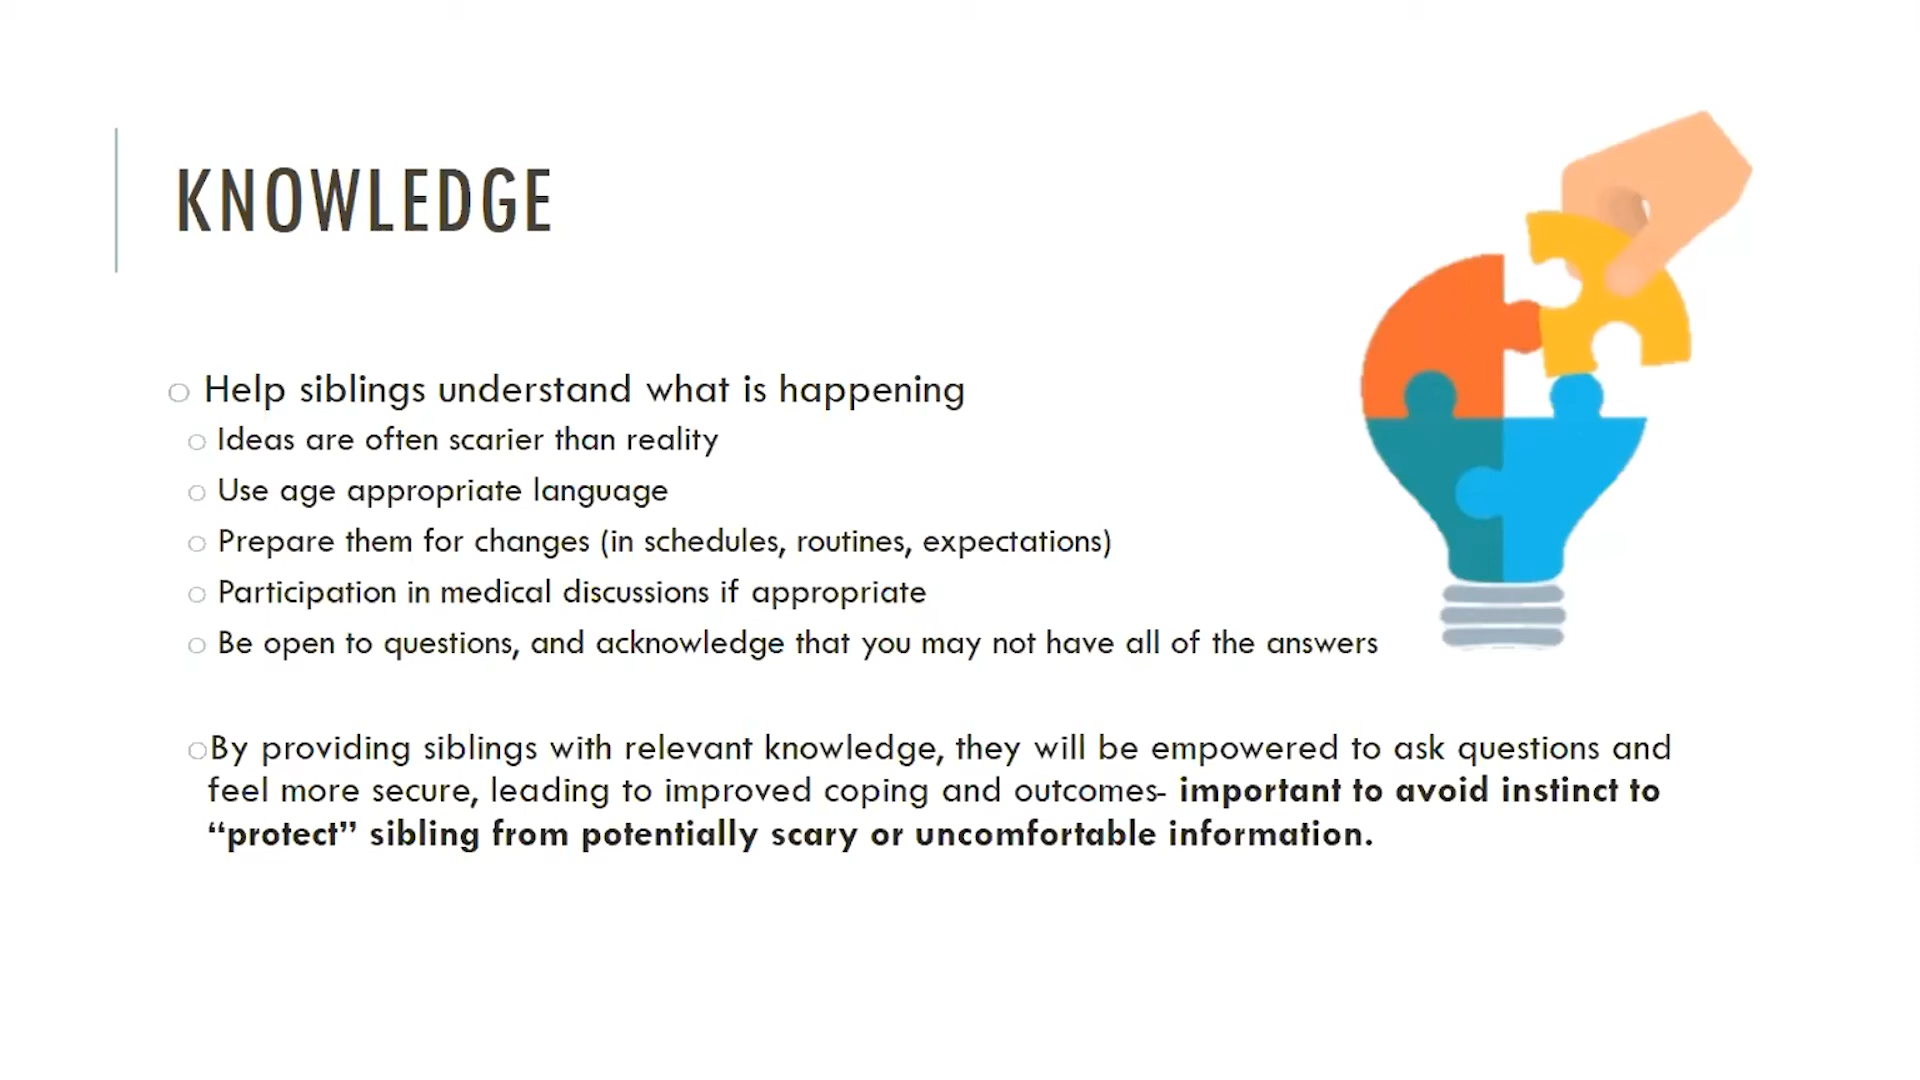 KNOWLEDGE
Help siblings understand what is happening
Ideas are often scarier than reality
Use age appropriate language
Prepare them for changes (in schedules, routines, expectations)
Participation in medical discussions if appropriate
Be open to questions, and acknowledge that you may not have all of the answers
By providing siblings with relevant knowledge, they will be empowered to ask questions and
feel more secure, leading to improved coping and outcomes- important to avoid instinct to
“protect” sibling from potentially scary or uncomfortable information.